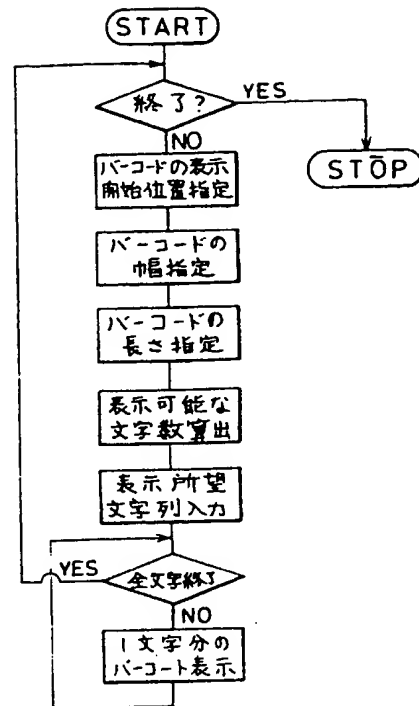 START
終了?
YES
NO
STOP
バーコードの表示
開始位置指定
バーコードの
巾指定
バーコードの
長さ指定
表示可能な
文字数算出
表示所望
文字列入力
YES
全文字終了
NO
1文字分の
バーコート表示